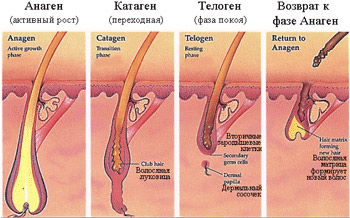 Анаген
(активный рост)
Катаген
(переходная)
Телоген
(фаза покоя)
Возврат к
фазе Анаген
Anagen
Active growth
phase
Catagen
Transition
phase
Club hair
Волосяная
луковица
Telogen
Resting
phase
Вторичные
зародышевые
клетки
Secondary
germ cells
Dermal
papilla
Дермальный
сосочек
Return to
Anagen
Hair matrix
forming
new hair
Волосяная
матрица
формирует
новый волос